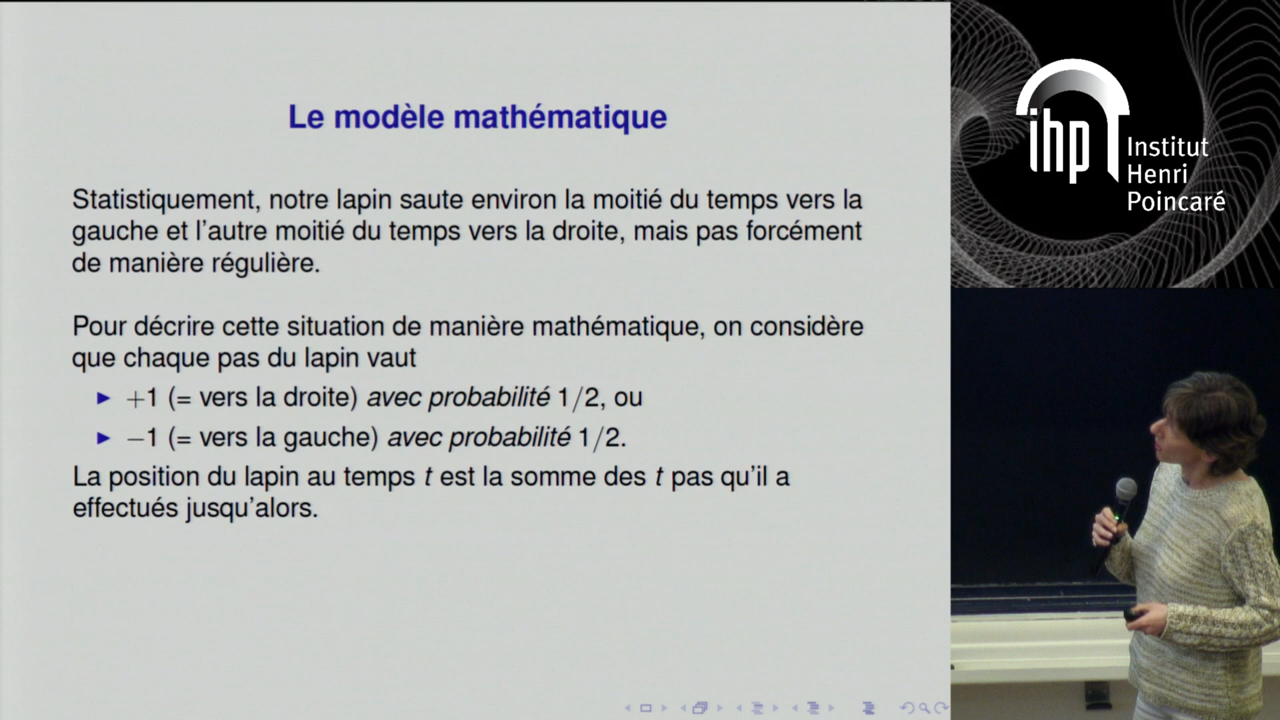 Le modèle mathématique
Statistiquement, notre lapin saute environ la moitié du temps vers la
gauche et l'autre moitié du temps vers la droite, mais pas forcément
de manière régulière.
Pour décrire cette situation de manière mathématique, on considère
que chaque pas du lapin vaut
+1 (= vers la droite) avec probabilité 1/2, ou
−1 (= vers la gauche) avec probabilité 1/2.
La position du lapin au temps t est la somme des t pas qu'il a
effectués jusqu'alors.
ihp
Institut
Henri
Poincaré